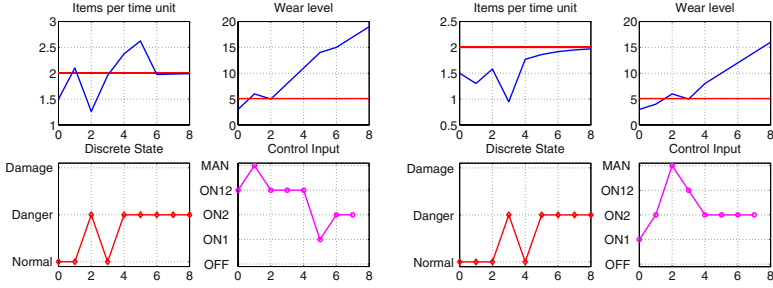 Items per time unit
Wear level
Items per time unit
Wear level
3
2.5
2
1.5
1
0 2 4 6 8
20
15
10
5
0
0 2 4 6 8
2.5
2
1.5
1
0.5
0 2 4 6 8
20
15
10
5
0
0 2 4 6 8
Discrete State
Control Input
Discrete State
Control Input
Damage
Danger
Normal
0 2 4 6 8
MAN
ON12
ON2
ON1
OFF
0 2 4 6 8
Damage
Danger
Normal
0 2 4 6 8
MAN
ON12
ON2
ON1
OFF
0 2 4 6 8